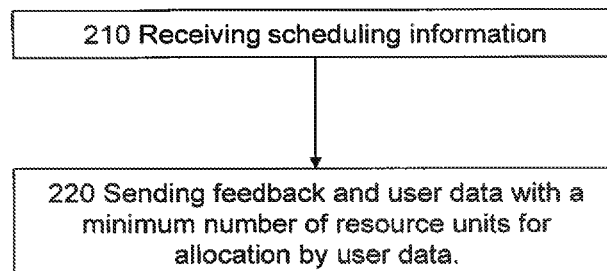 210 Receiving scheduling information
220 Sending feedback and user data with a
minimum number of resource units for
allocation by user data.